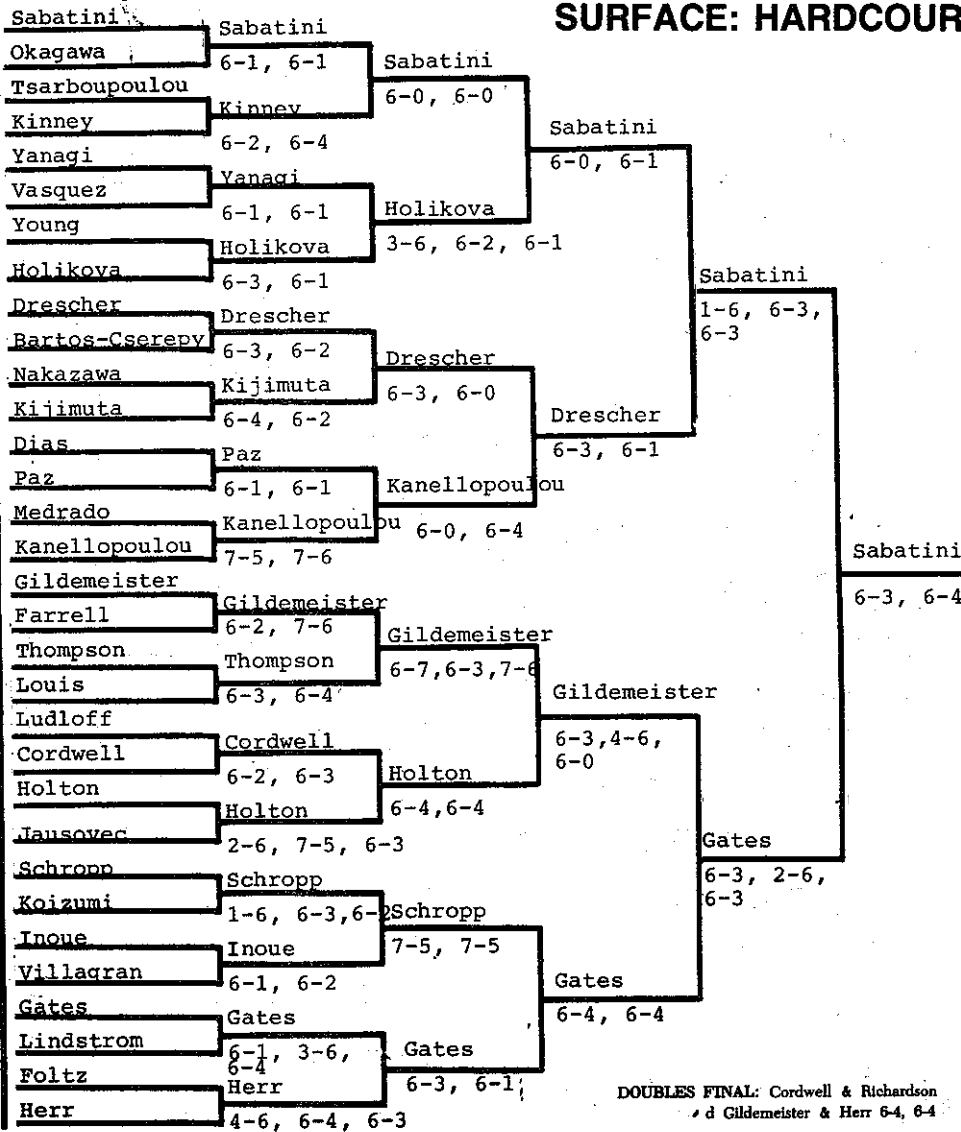 SURFACE: HARDCOUR
Sabatini
Okagawa
Tsarboupoulou
Kinney
Yanagi
Vasquez
Young
Holikova
Drescher
Bartos-Cserepy
Nakazawa
Kijimuta
Dias
Paz
Medrado
Kanellopoulou
Gildemeister
Farrell
Thompson
Louis
Ludloff
Cordwell
Holton
Jausovec
Schropp
Koizumi
Inoue
Villagran
Gates
Lindstrom
Foltz
Herr
Sabatini
6-1, 6-1
Kinney
6-2, 6-4
Yanagi
6-1, 6-1
Holikova
6-3, 6-1
Drescher
6-3, 6-2
Kijimuta
6-4, 6-2
Paz
6-1, 6-1
Kanellopoulou
7-5, 7-6
Gildemeister
6-2, 7-6
Thompson
6-3, 6-4
Cordwell
6-2, 6-3
Holton
2-6, 7-5, 6-3
Schropp
1-6, 6-3,6-2
Inoue
6-1, 6-2
Gates
6-1, 3-6,
6-4
Herr
4-6, 6-4, 6-3
Sabatini
6-0, 6-0
Holikova
3-6, 6-2, 6-1
Drescher
6-3, 6-0
Kanellopoulou
6-0, 6-4
Gildemeister
6-7,6-3,7-6
Holton
6-4,6-4
Schropp
7-5, 7-5
Gates
6-3, 6-1
Sabatini
6-0, 6-1
Drescher
6-3, 6-1
Gildemeister
6-3,4-6,
6-0
Gates
6-4, 6-4
Sabatini
1-6, 6-3,
6-3
Gates
6-3, 2-6,
6-3
Sabatini
6-3, 6-4
DOUBLES FINAL: Cordwell & Richardson
d Gildemeister & Herr 6-4, 6-4